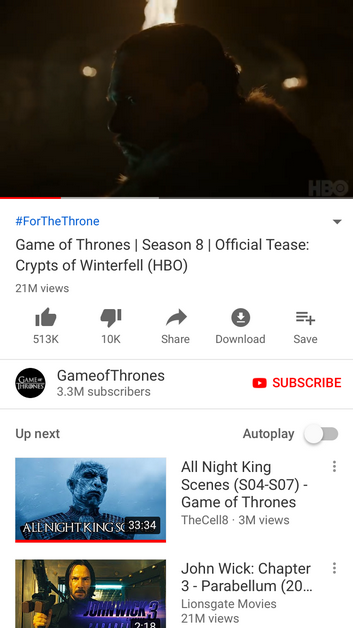 HBO
#ForTheThrone
Game of Thrones | Season 8 | Official Tease:
Crypts of Winterfell (HBO)
21M views
513K
10K
Share
Download
Save
GAME OF THRONES
GameofThrones
3.3M subscribers
SUBSCRIBE
Up next
Autoplay
ALL NIGHT KING SC
33:34
All Night King
Scenes (S04-S07) -
Game of Thrones
TheCell8 · 3M views
JOHN WICK 3
2:18
John Wick: Chapter
3 - Parabellum (20...
Lionsgate Movies
21M views